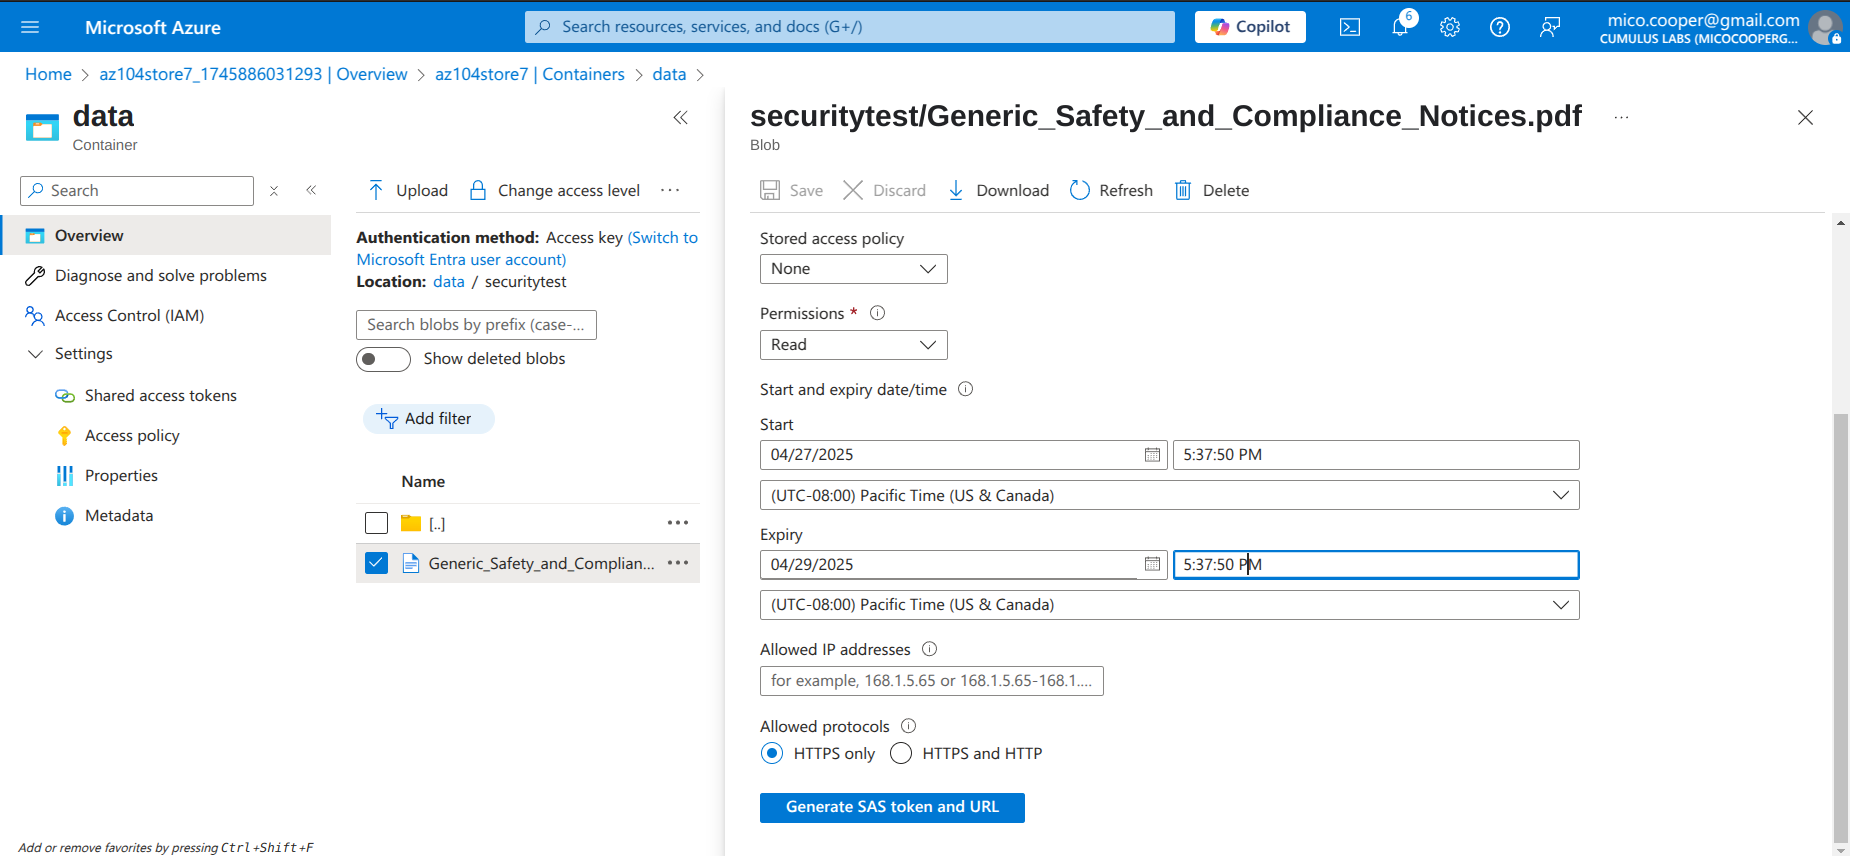 Microsoft Azure
Search resources, services, and docs (G+/)
Copilot
6
mico.cooper@gmail.com
CUMULUS LABS (MICOCOOPERG...
Home > az104store7_1745886031293 | Overview > az104store7 | Containers > data >
data
Container
Search
Overview
Diagnose and solve problems
Access Control (IAM)
Settings
Shared access tokens
Access policy
Properties
Metadata
Add or remove favorites by pressing Ctrl+Shift+F
Upload
Change access level
...
Authentication method: Access key (Switch to
Microsoft Entra user account)
Location: data / securitytest
Search blobs by prefix (case-...
Show deleted blobs
Add filter
Name
[..]
Generic_Safety_and_Complian...
securitytest/Generic_Safety_and_Compliance_Notices.pdf
...
Blob
Save
Discard
Download
Refresh
Delete
Stored access policy
None
Permissions *
Read
Start and expiry date/time
Start
04/27/2025
5:37:50 PM
(UTC-08:00) Pacific Time (US & Canada)
Expiry
04/29/2025
5:37:50 PM
(UTC-08:00) Pacific Time (US & Canada)
Allowed IP addresses
for example, 168.1.5.65 or 168.1.5.65-168.1....
Allowed protocols
HTTPS only
HTTPS and HTTP
Generate SAS token and URL